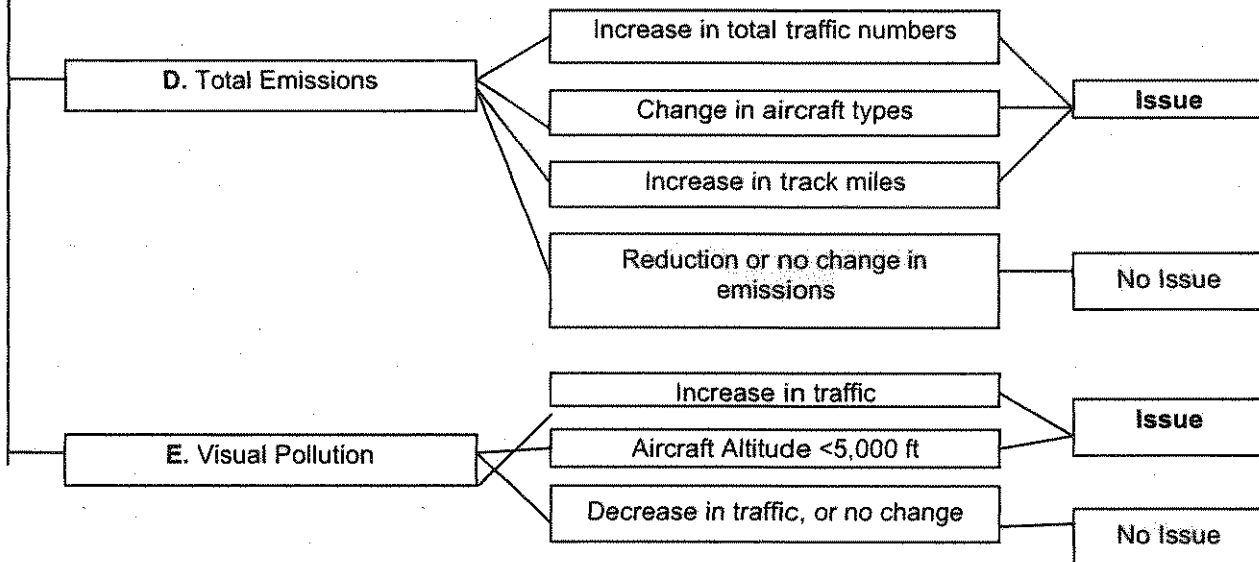 Increase in total traffic numbers
D. Total Emissions
Issue
Change in aircraft types
Increase in track miles
Reduction or no change in
emissions
No Issue
Increase in traffic
Issue
E. Visual Pollution
Aircraft Altitude <5,000 ft
Decrease in traffic, or no change
No Issue